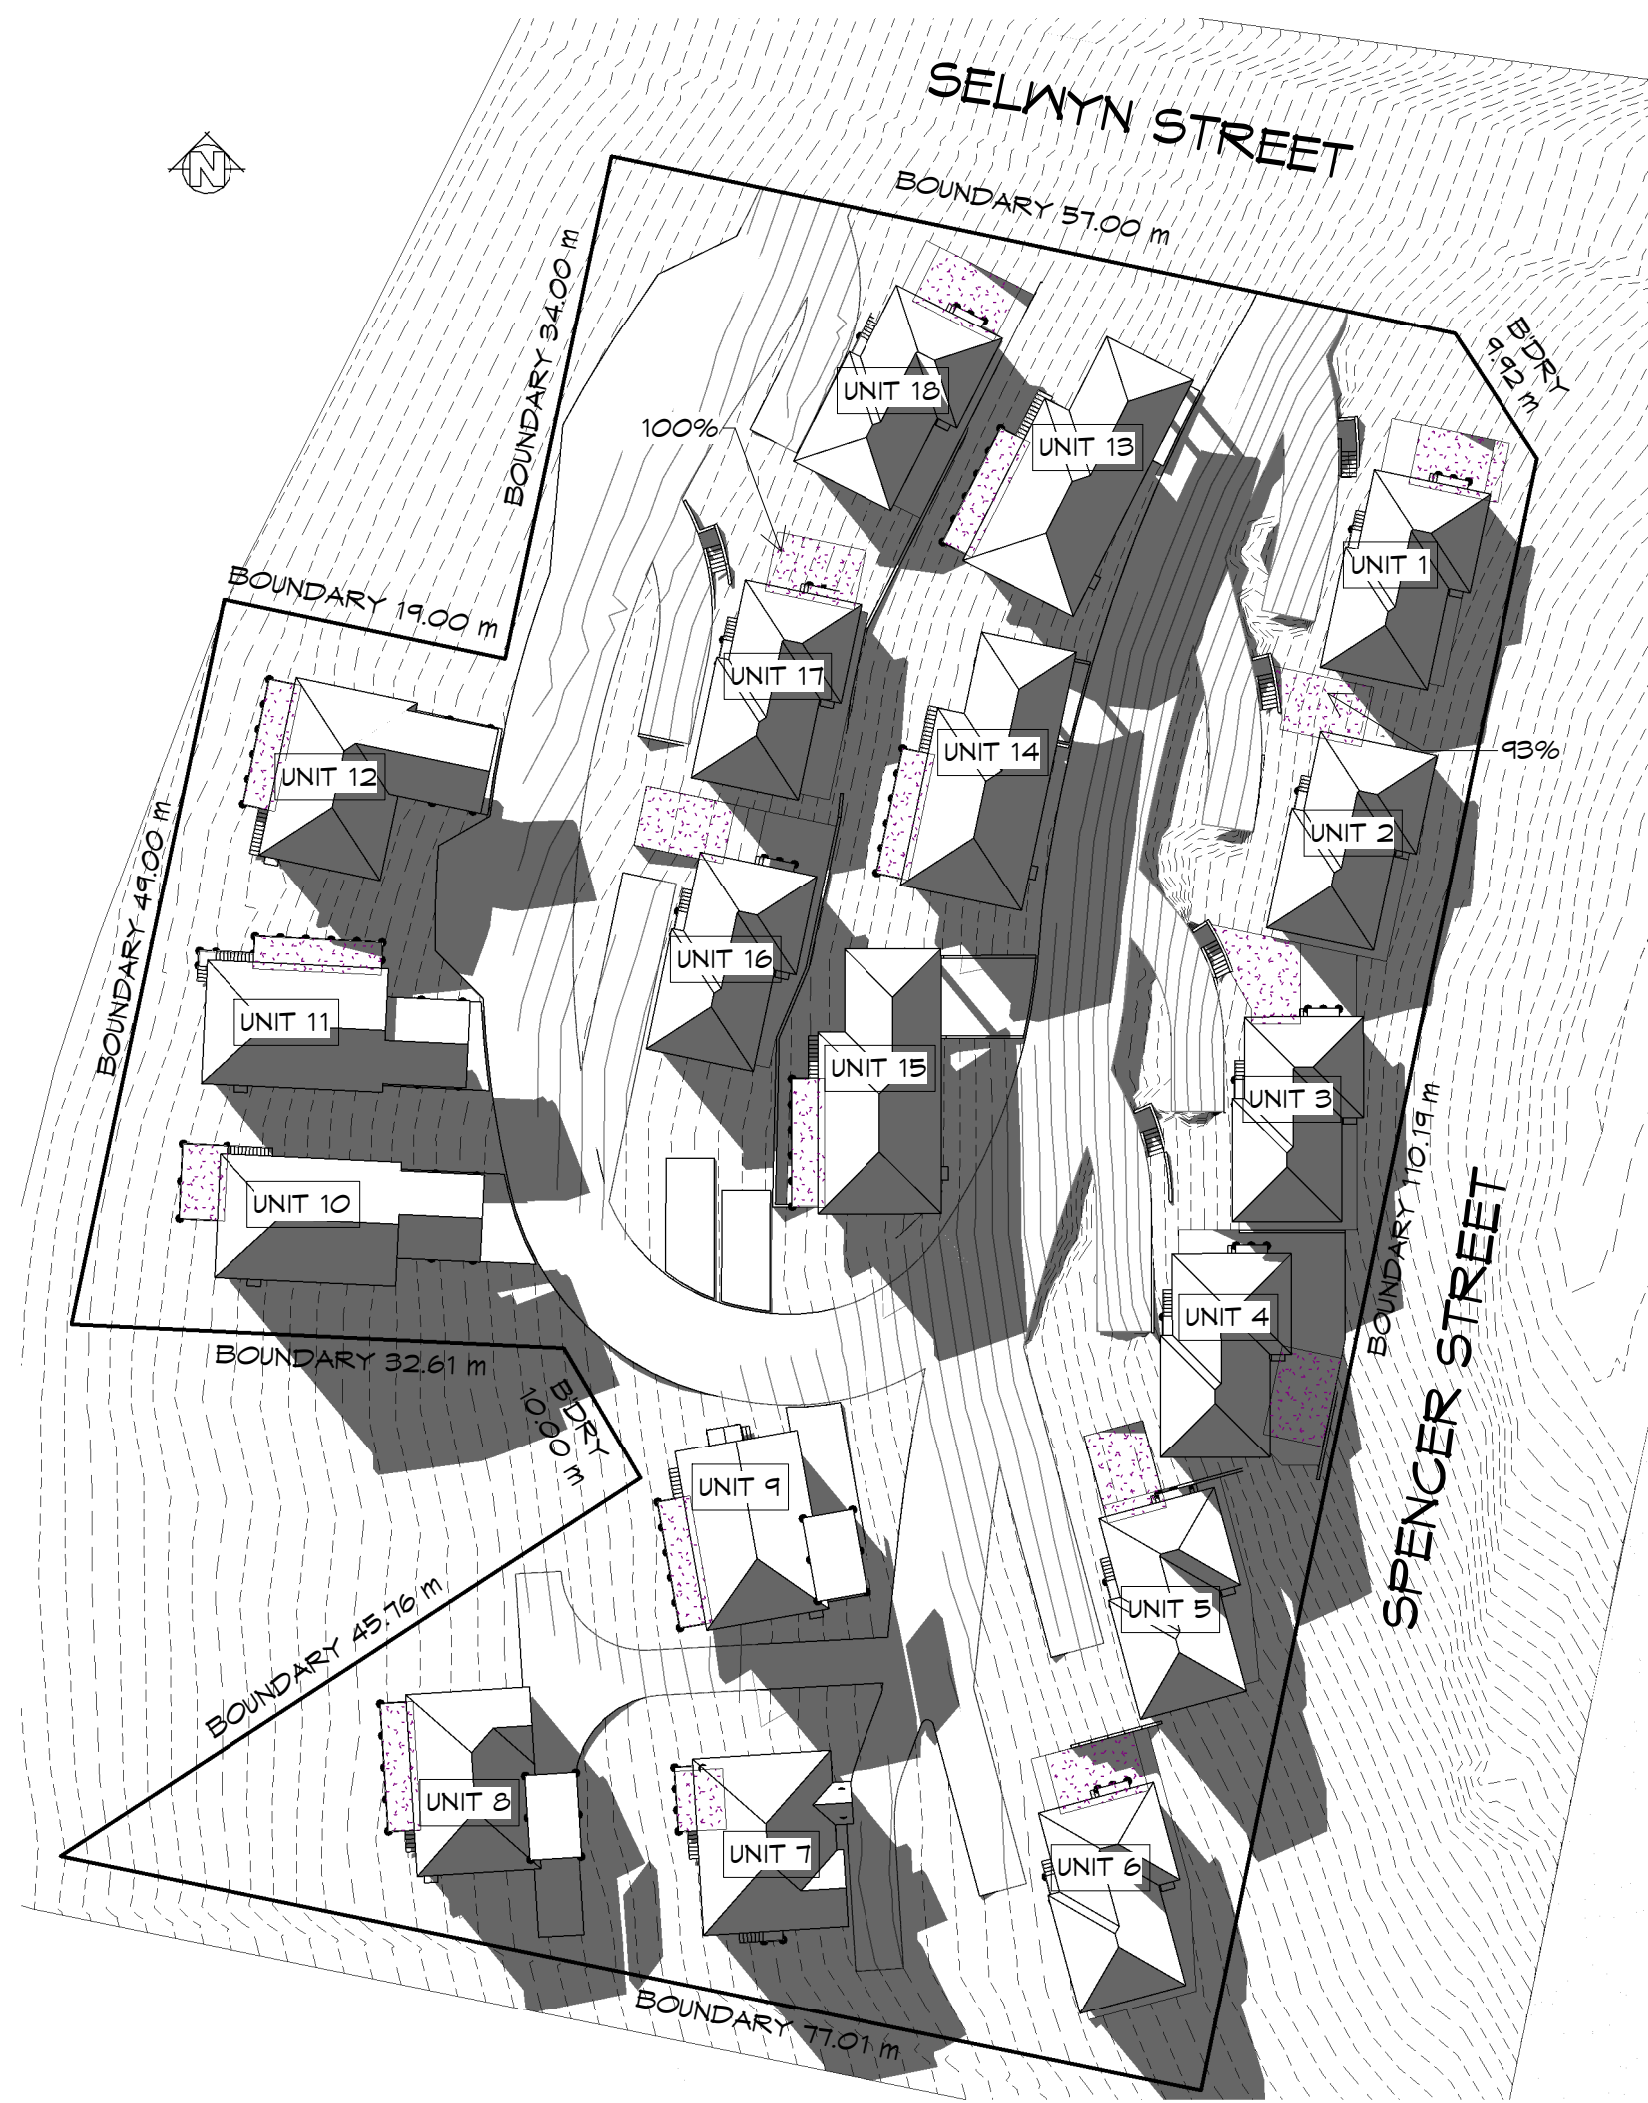 SELWYN STREET
N
BOUNDARY 57.00 m
BOUNDARY 34.00 m
B'DRY
9.92 m
UNIT 18
100%
UNIT 13
UNIT 1
BOUNDARY 19.00 m
UNIT 17
UNIT 14
93%
UNIT 12
UNIT 2
BOUNDARY 49.00 m
UNIT 16
UNIT 11
UNIT 15
UNIT 3
BOUNDARY 110.19 m
UNIT 10
SPENCER STREET
UNIT 4
BOUNDARY 32.61 m
B'DRY
10.00 m
UNIT 9
BOUNDARY 45.76 m
UNIT 5
UNIT 8
UNIT 7
UNIT 6
BOUNDARY 77.01 m